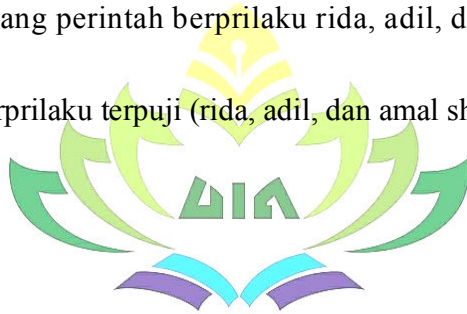 ang perintah berprilaku rida, adil, d
rprilaku terpuji (rida, adil, dan amal sh
UIN